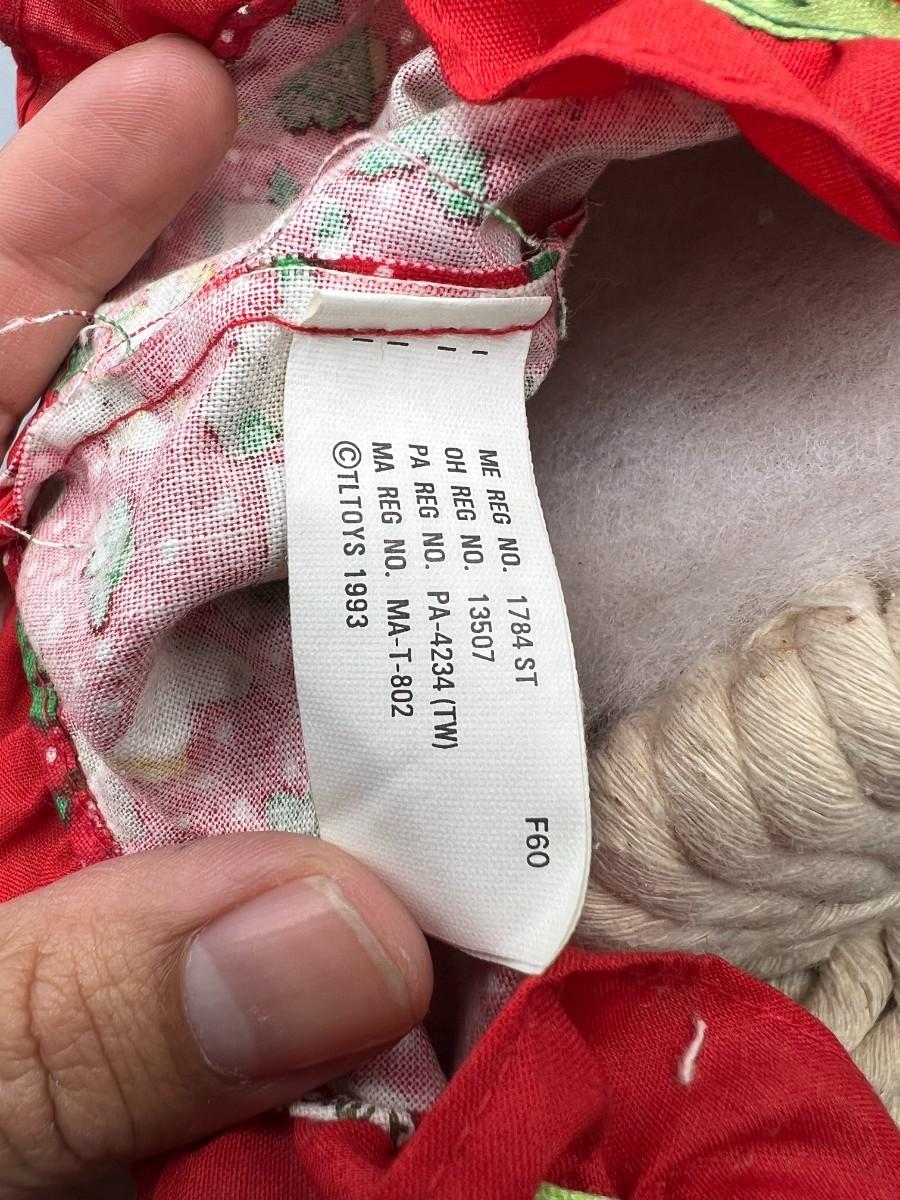 ME REG NO. 1784 ST
OH REG NO. 13507
PA REG NO. PA-4234 (TW)
MA REG NO. MA-T-802
©TLTOYS 1993
F60